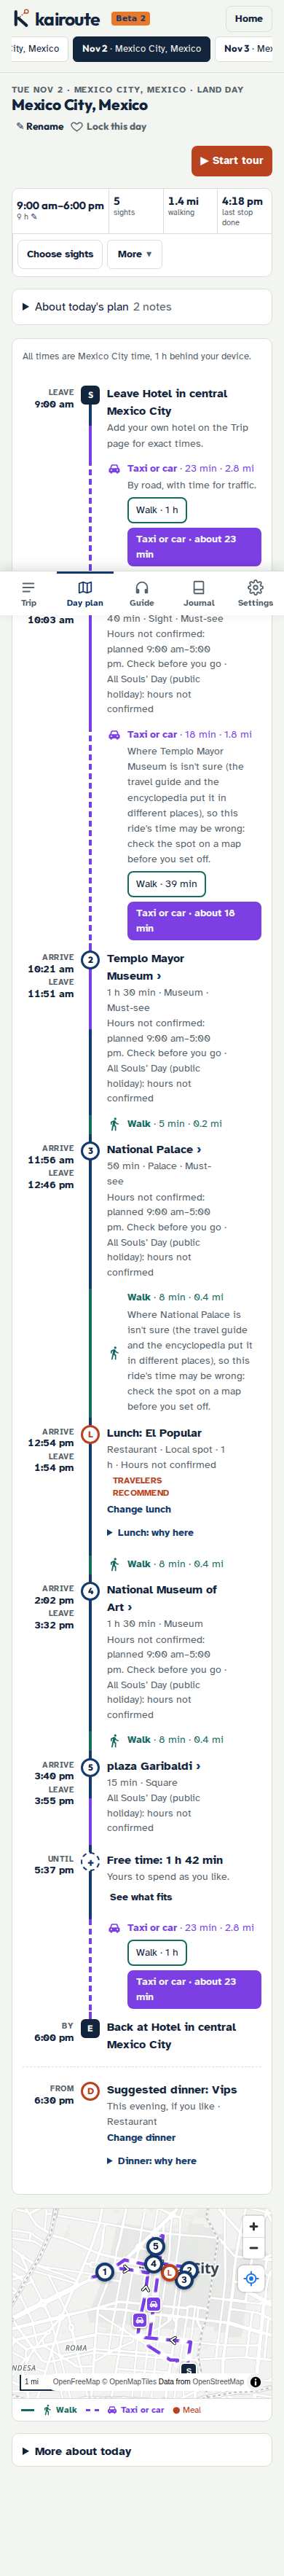 kairoute Beta 2 Home
City, Mexico Nov 2 · Mexico City, Mexico Nov 3 · Mex
TUE NOV 2 · MEXICO CITY, MEXICO · LAND DAY
Mexico City, Mexico
✎ Rename Lock this day
▶ Start tour
9:00 am–6:00 pm 5 1.4 mi 4:18 pm
9 h ✎ sights walking last stop
done
Choose sights More ▾
▶ About today's plan 2 notes
All times are Mexico City time, 1 h behind your device.
LEAVE
9:00 am
S
Leave Hotel in central
Mexico City
Add your own hotel on the Trip
page for exact times.
Taxi or car · 23 min · 2.8 mi
By road, with time for traffic.
Walk · 1 h
Taxi or car · about 23
min
Trip Day plan Guide Journal Settings
10:03 am
40 min · Sight · Must-see
Hours not confirmed:
planned 9:00 am–5:00
pm. Check before you go ·
All Souls' Day (public
holiday): hours not
confirmed
Taxi or car · 18 min · 1.8 mi
Where Templo Mayor
Museum is isn't sure (the
travel guide and the
encyclopedia put it in
different places), so this
ride's time may be wrong:
check the spot on a map
before you set off.
Walk · 39 min
Taxi or car · about 18
min
ARRIVE
10:21 am
LEAVE
11:51 am
2
Templo Mayor
Museum ›
1 h 30 min · Museum ·
Must-see
Hours not confirmed:
planned 9:00 am–5:00
pm. Check before you go ·
All Souls' Day (public
holiday): hours not
confirmed
Walk · 5 min · 0.2 mi
ARRIVE
11:56 am
LEAVE
12:46 pm
3
National Palace ›
50 min · Palace · Must-
see
Hours not confirmed:
planned 9:00 am–5:00
pm. Check before you go ·
All Souls' Day (public
holiday): hours not
confirmed
Walk · 8 min · 0.4 mi
Where National Palace is
isn't sure (the travel guide
and the encyclopedia put it
in different places), so this
ride's time may be wrong:
check the spot on a map
before you set off.
ARRIVE
12:54 pm
LEAVE
1:54 pm
L
Lunch: El Popular
Restaurant · Local spot · 1
h · Hours not confirmed
TRAVELERS
RECOMMEND
Change lunch
▶ Lunch: why here
Walk · 8 min · 0.4 mi
ARRIVE
2:02 pm
LEAVE
3:32 pm
4
National Museum of
Art ›
1 h 30 min · Museum
Hours not confirmed:
planned 9:00 am–5:00
pm. Check before you go ·
All Souls' Day (public
holiday): hours not
confirmed
Walk · 8 min · 0.4 mi
ARRIVE
3:40 pm
LEAVE
3:55 pm
5
plaza Garibaldi ›
15 min · Square
All Souls' Day (public
holiday): hours not
confirmed
UNTIL
5:37 pm
+
Free time: 1 h 42 min
Yours to spend as you like.
See what fits
Taxi or car · 23 min · 2.8 mi
Walk · 1 h
Taxi or car · about 23
min
BY
6:00 pm
E
Back at Hotel in central
Mexico City
FROM
6:30 pm
D
Suggested dinner: Vips
This evening, if you like ·
Restaurant
Change dinner
▶ Dinner: why here
5
4
1
L
2
3
City
S
ROMA
NDESA
+
−
1 mi
OpenFreeMap © OpenMapTiles Data from OpenStreetMap
Walk Taxi or car Meal
▶ More about today